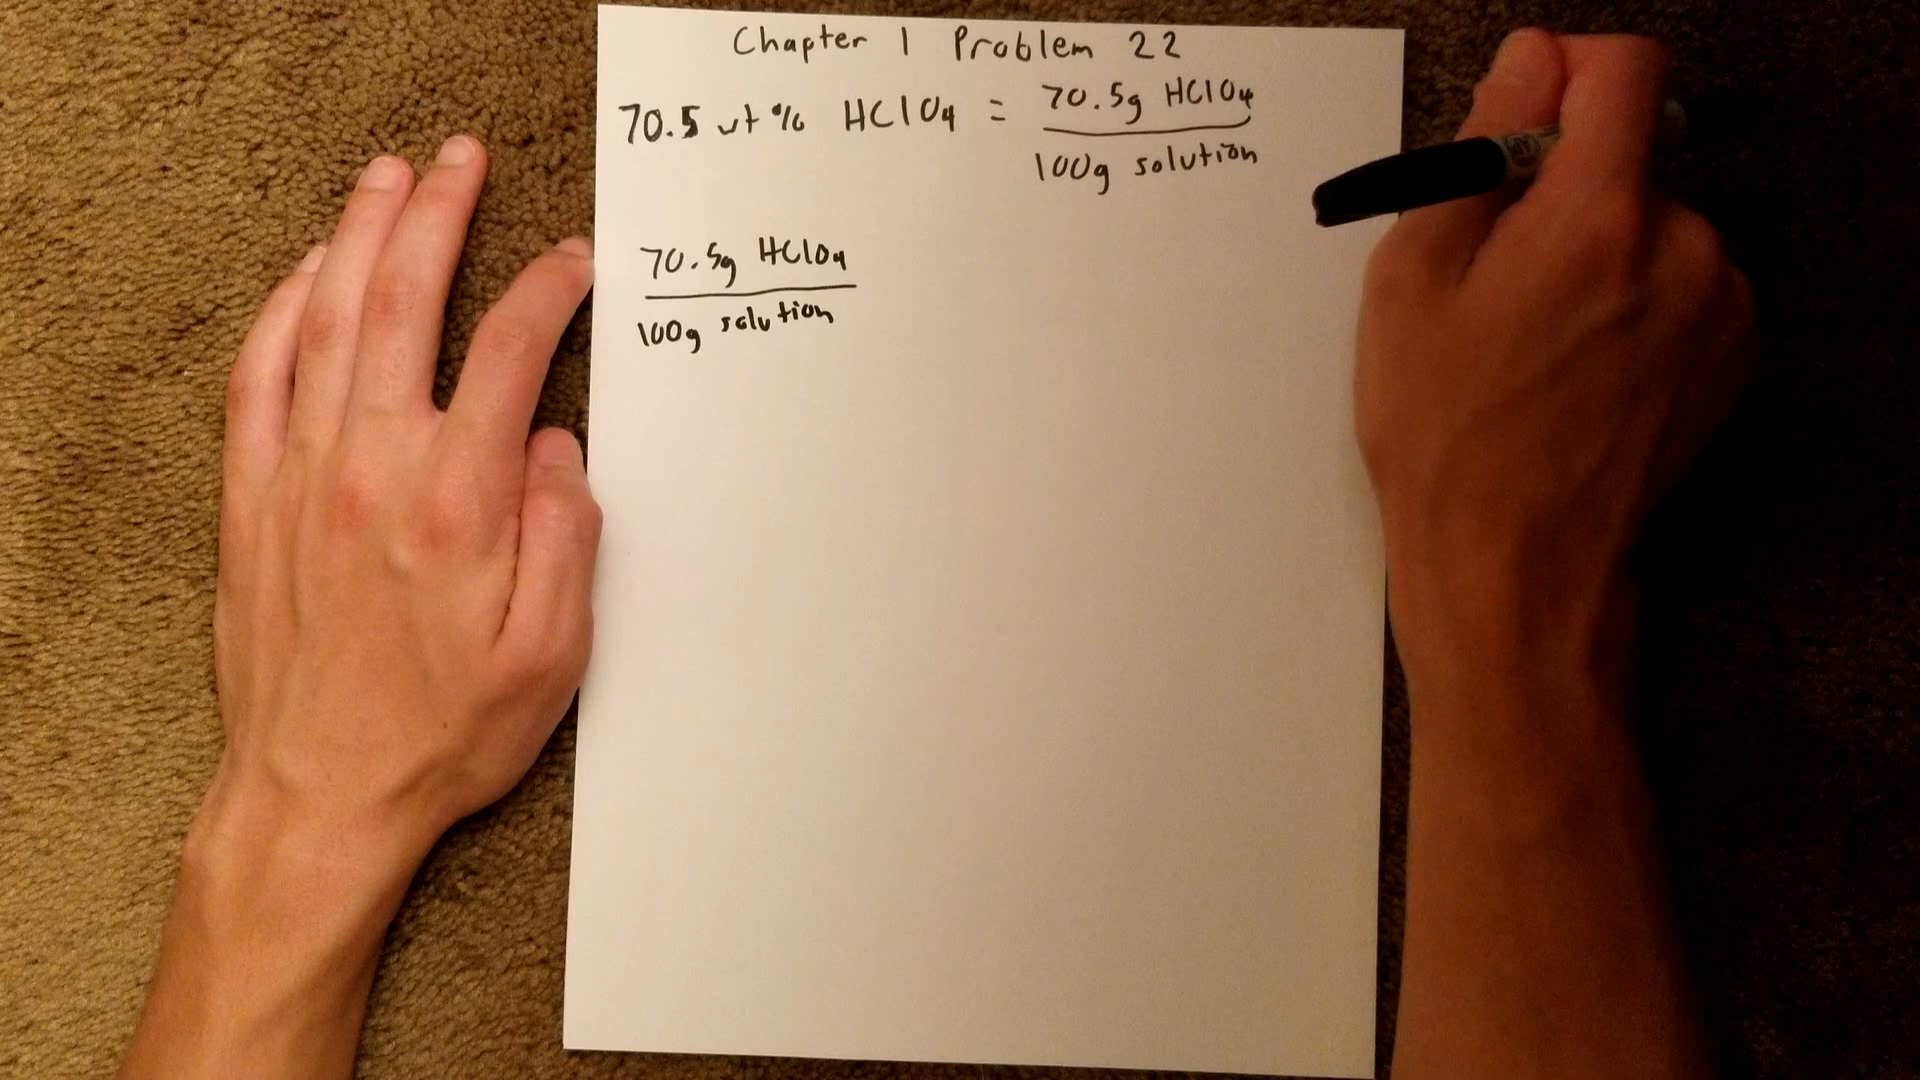 Chapter 1 Problem 22
70.5 wt % HClO4 = 70.5g HClO4
100g solution
70.5g HClO4
100g solution